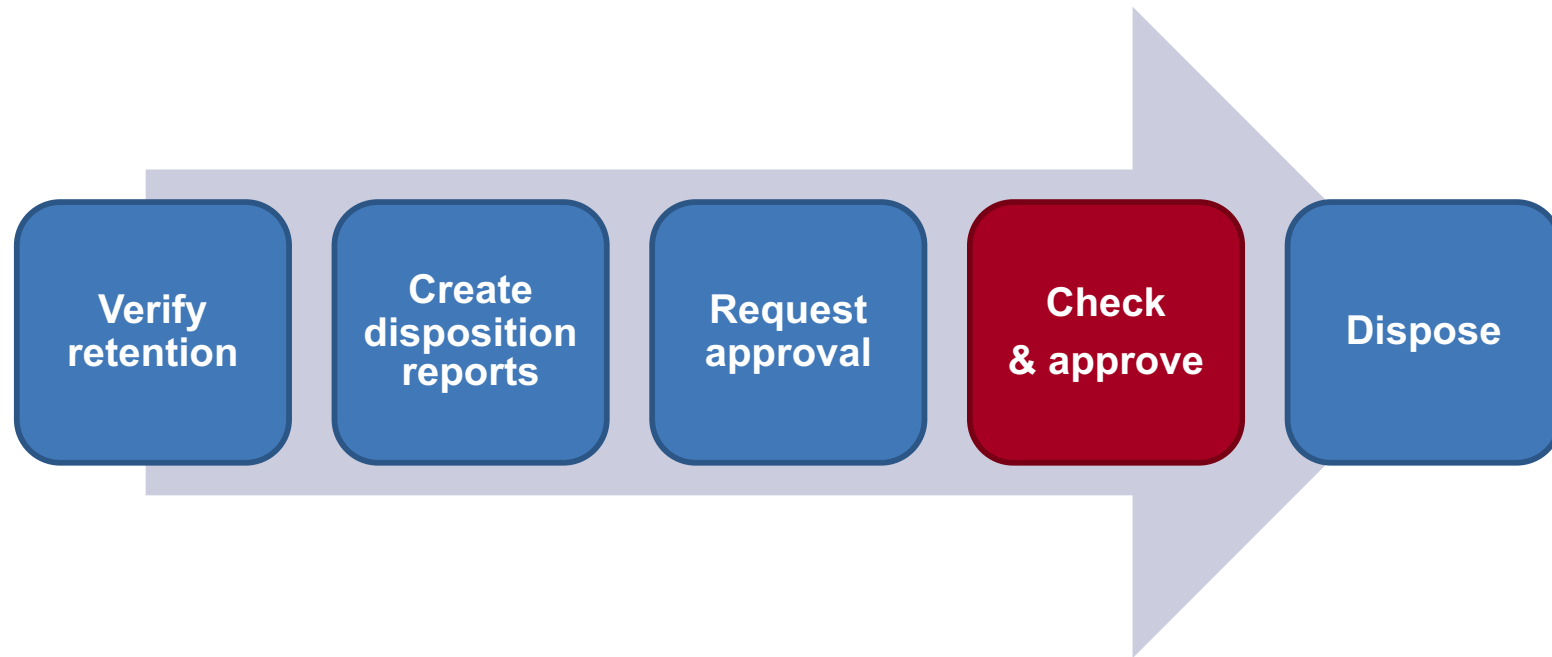 Verify
retention
Create
disposition
reports
Request
approval
Check
& approve
Dispose